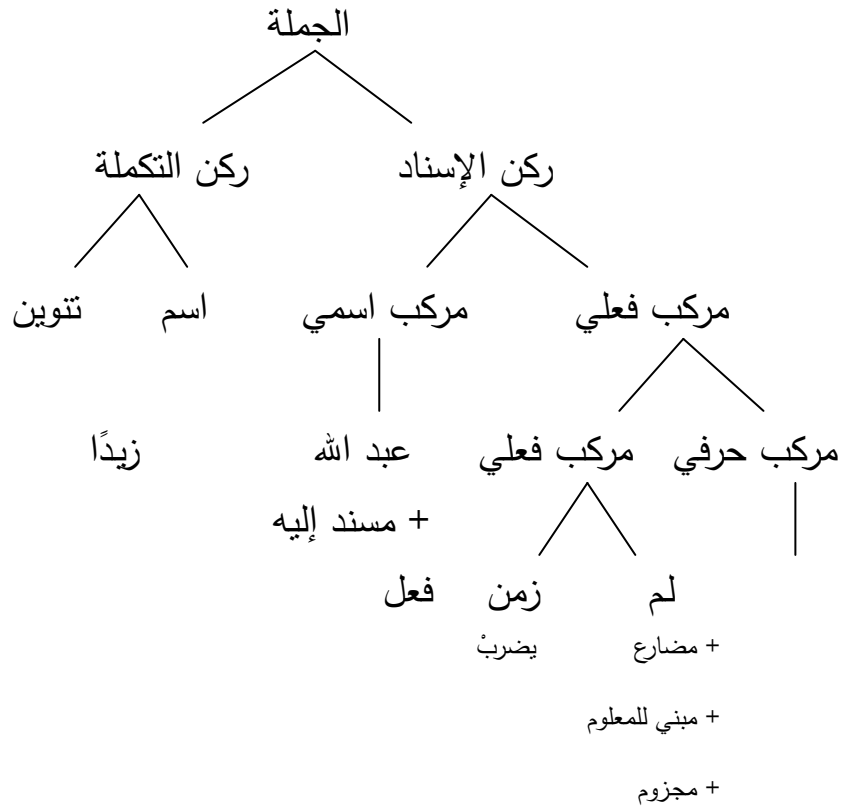 الجملة
ركن الإسناد ركن التكملة
مركب فعلي مركب اسمي اسم تنوين
مركب حرفي مركب فعلي عبد الله زيدًا
+ مسند إليه
لم زمن فعل
+ مضارع يضربْ
+ مبني للمعلوم
+ مجزوم